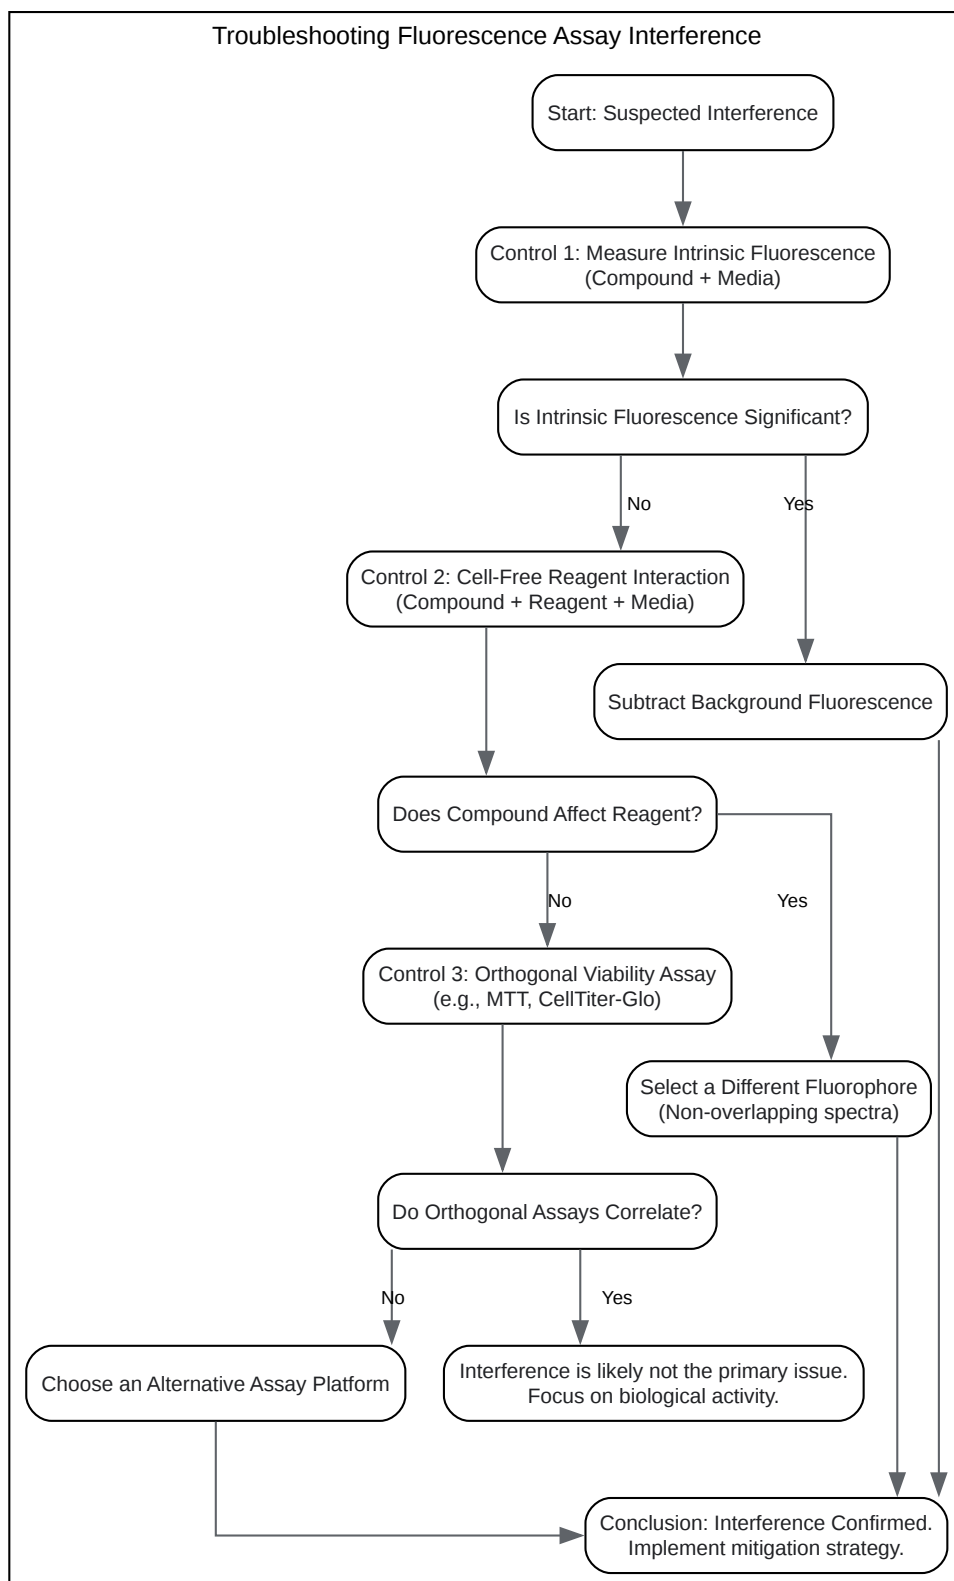 Troubleshooting Fluorescence Assay Interference
Start: Suspected Interference
Control 1: Measure Intrinsic Fluorescence
(Compound + Media)
Is Intrinsic Fluorescence Significant?
No
Yes
Control 2: Cell-Free Reagent Interaction
(Compound + Reagent + Media)
Subtract Background Fluorescence
Does Compound Affect Reagent?
No
Yes
Control 3: Orthogonal Viability Assay
(e.g., MTT, CellTiter-Glo)
Select a Different Fluorophore
(Non-overlapping spectra)
Do Orthogonal Assays Correlate?
No
Yes
Choose an Alternative Assay Platform
Interference is likely not the primary issue.
Focus on biological activity.
Conclusion: Interference Confirmed.
Implement mitigation strategy.